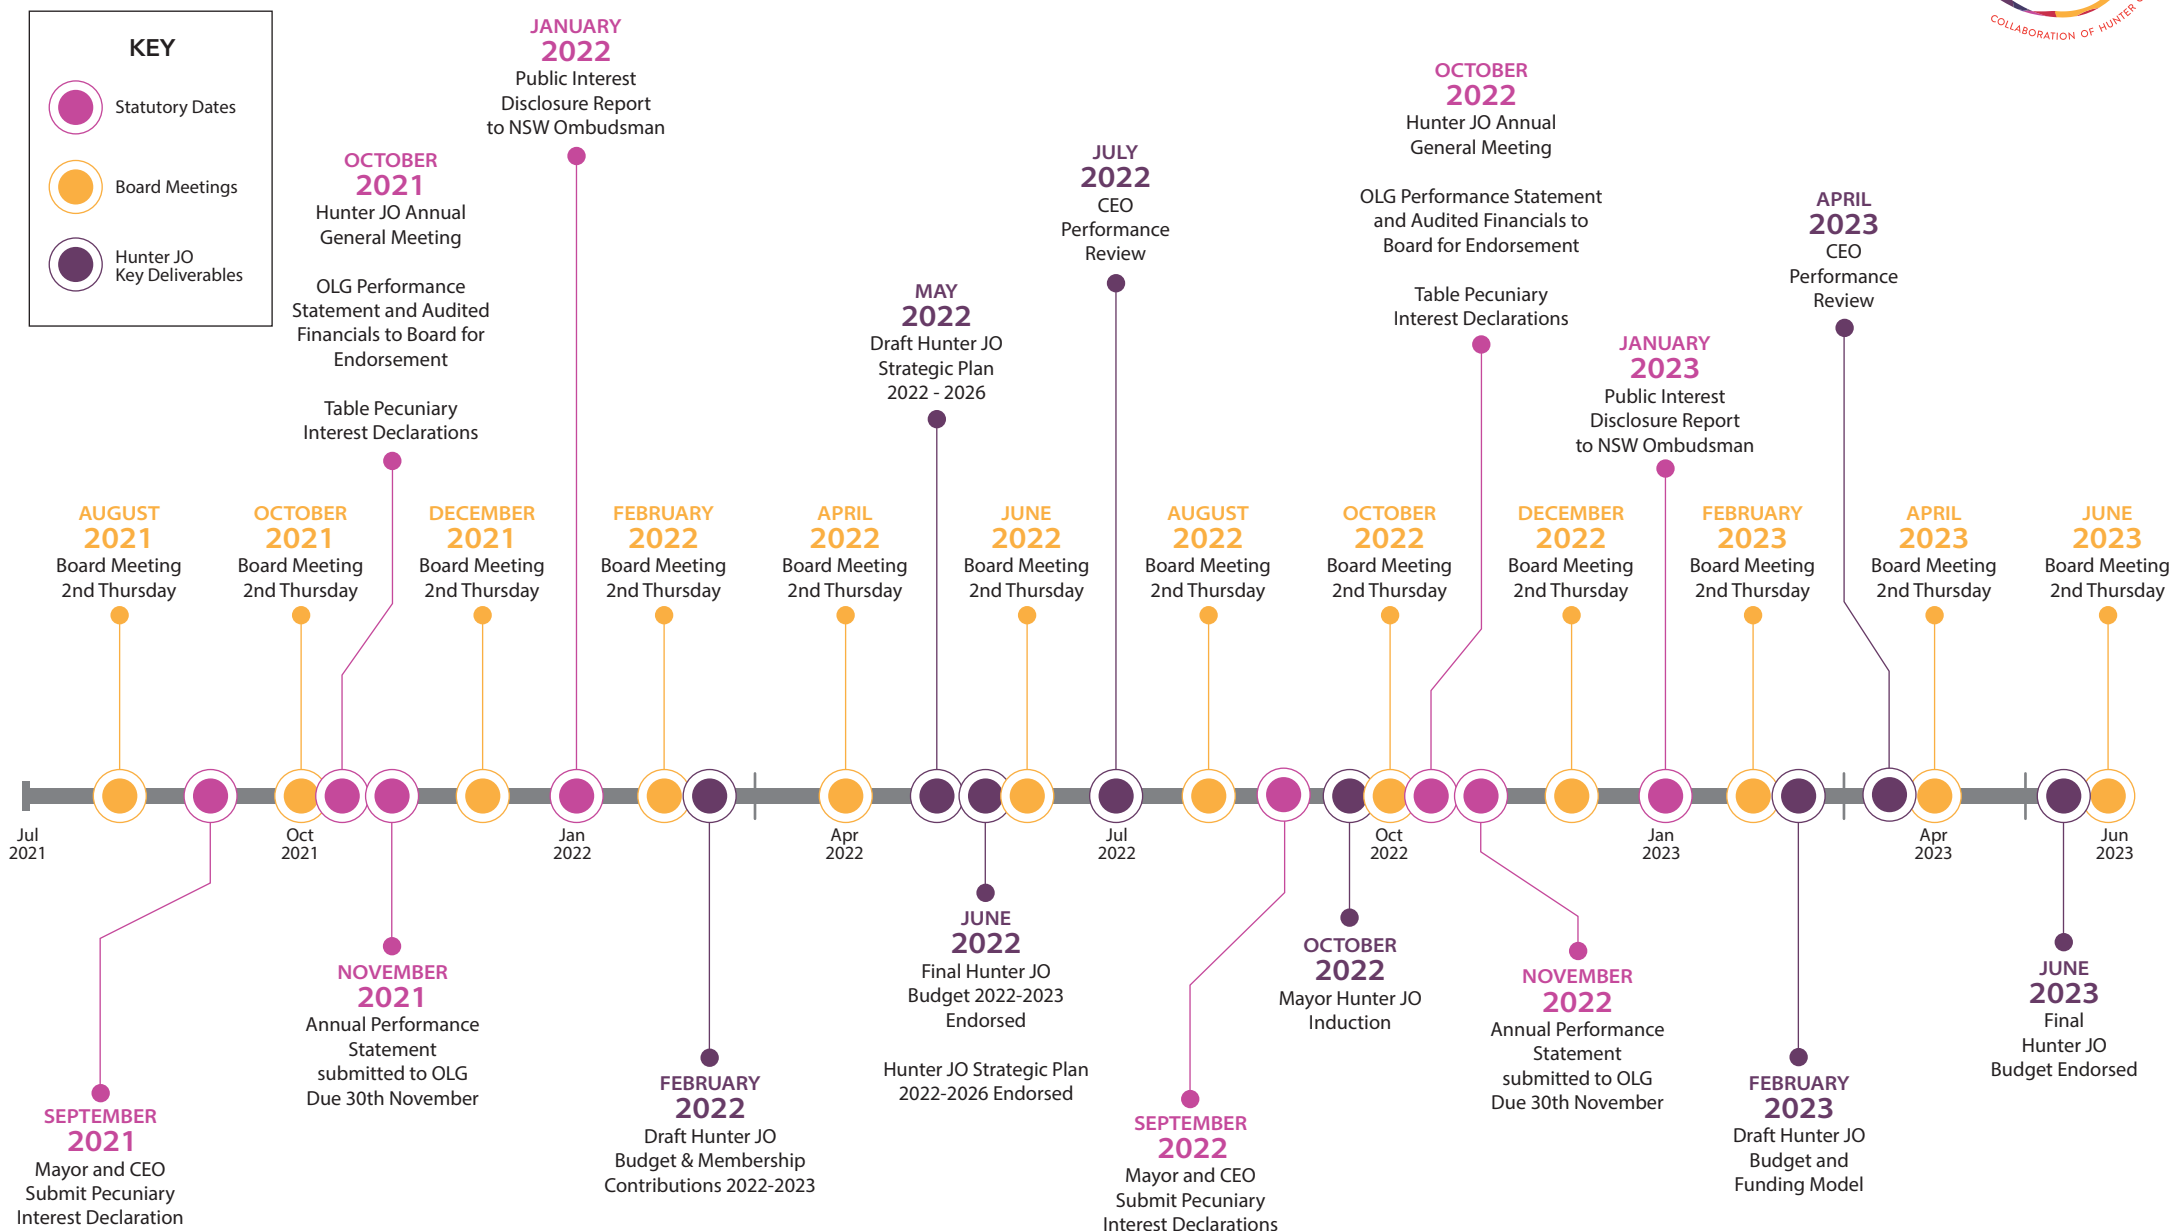 KEY
Statutory Dates
Board Meetings
Hunter JO
Key Deliverables
COLLABORATION OF HUNTER
OCTOBER
2021
Hunter JO Annual
General Meeting
OLG Performance
Statement and Audited
Financials to Board for
Endorsement
Table Pecuniary
Interest Declarations
JANUARY
2022
Public Interest
Disclosure Report
to NSW Ombudsman
MAY
2022
Draft Hunter JO
Strategic Plan
2022 - 2026
JULY
2022
CEO
Performance
Review
OCTOBER
2022
Hunter JO Annual
General Meeting
OLG Performance Statement
and Audited Financials to
Board for Endorsement
Table Pecuniary
Interest Declarations
JANUARY
2023
Public Interest
Disclosure Report
to NSW Ombudsman
APRIL
2023
CEO
Performance
Review
AUGUST
2021
Board Meeting
2nd Thursday
OCTOBER
2021
Board Meeting
2nd Thursday
DECEMBER
2021
Board Meeting
2nd Thursday
FEBRUARY
2022
Board Meeting
2nd Thursday
APRIL
2022
Board Meeting
2nd Thursday
JUNE
2022
Board Meeting
2nd Thursday
AUGUST
2022
Board Meeting
2nd Thursday
OCTOBER
2022
Board Meeting
2nd Thursday
DECEMBER
2022
Board Meeting
2nd Thursday
FEBRUARY
2023
Board Meeting
2nd Thursday
APRIL
2023
Board Meeting
2nd Thursday
JUNE
2023
Board Meeting
2nd Thursday
Jul
2021
Oct
2021
Jan
2022
Apr
2022
Jul
2022
Oct
2022
Jan
2023
Apr
2023
Jun
2023
SEPTEMBER
2021
Mayor and CEO
Submit Pecuniary
Interest Declaration
NOVEMBER
2021
Annual Performance
Statement
submitted to OLG
Due 30th November
FEBRUARY
2022
Draft Hunter JO
Budget & Membership
Contributions 2022-2023
JUNE
2022
Final Hunter JO
Budget 2022-2023
Endorsed
Hunter JO Strategic Plan
2022-2026 Endorsed
SEPTEMBER
2022
Mayor and CEO
Submit Pecuniary
Interest Declarations
OCTOBER
2022
Mayor Hunter JO
Induction
NOVEMBER
2022
Annual Performance
Statement
submitted to OLG
Due 30th November
FEBRUARY
2023
Draft Hunter JO
Budget and
Funding Model
JUNE
2023
Final
Hunter JO
Budget Endorsed